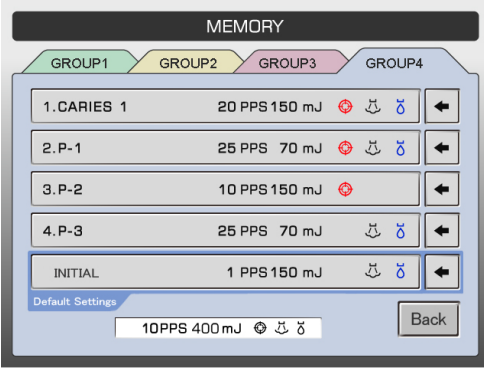 MEMORY
GROUP1 GROUP2 GROUP3 GROUP4
1.CARIES 1 20 PPS 150 mJ
2.P-1 25 PPS 70 mJ
3.P-2 10 PPS 150 mJ
4.P-3 25 PPS 70 mJ
INITIAL 1 PPS 150 mJ
Default Settings
10PPS 400 mJ
Back